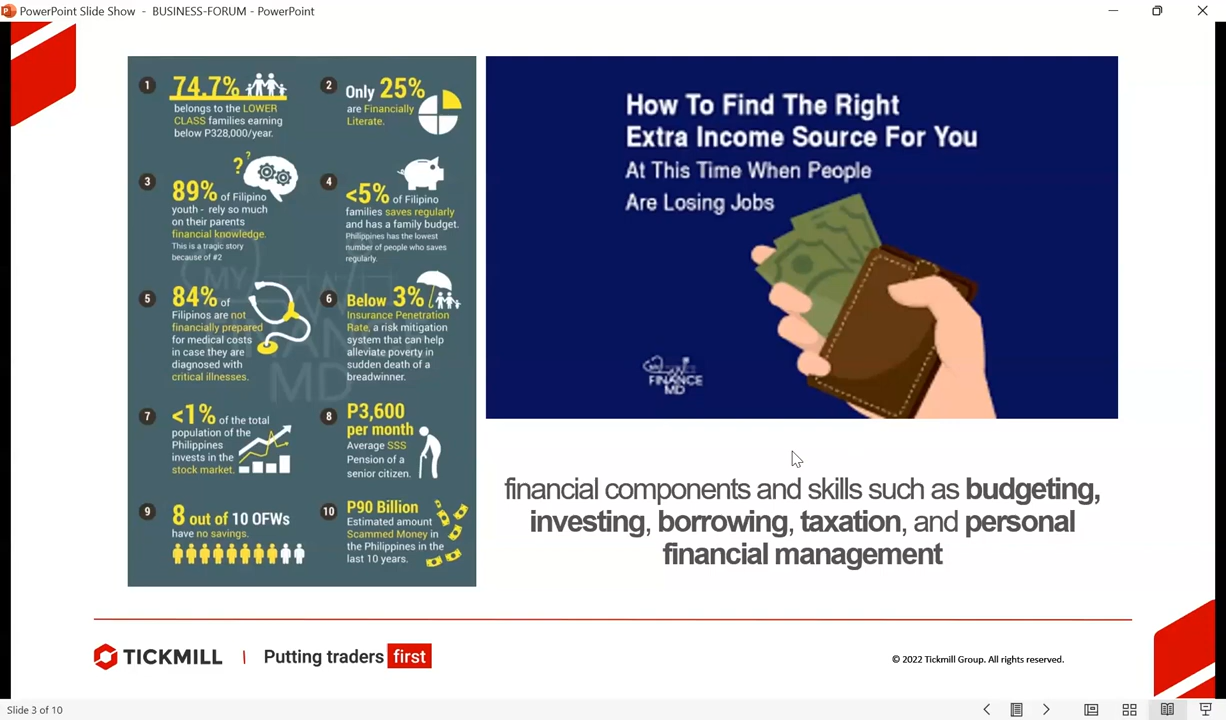 PowerPoint Slide Show - BUSINESS-FORUM - PowerPoint
1
74.7%
belongs to the LOWER
CLASS families earning
below P328,000/year.
2
Only 25%
are Financially
Literate.
3
? ?
89% of Filipino
youth - rely so much
on their parents
financial knowledge.
This is a tragic story
because of #2
4
<5% of Filipino
families saves regularly
and has a family budget.
Philippines has the lowest
number of people who saves
regularly.
5
84% of
Filipinos are not
financially prepared
for medical costs
in case they are
diagnosed with
critical illnesses.
6
Below 3%
Insurance Penetration
Rate, a risk mitigation
system that can help
alleviate poverty in
sudden death of a
breadwinner.
7
<1% of the total
population of the
Philippines
invests in the
stock market.
8
P3,600
per month
Average SSS
Pension of a
senior citizen.
9
8 out of 10 OFWs
have no savings.
10
P90 Billion
Estimated amount
Scammed Money in
the Philippines in the
last 10 years.
MY
FINANCE
MD
How To Find The Right
Extra Income Source For You
At This Time When People
Are Losing Jobs
MY
FINANCE
MD
financial components and skills such as budgeting,
investing, borrowing, taxation, and personal
financial management
TICKMILL | Putting traders first
© 2022 Tickmill Group. All rights reserved.
Slide 3 of 10